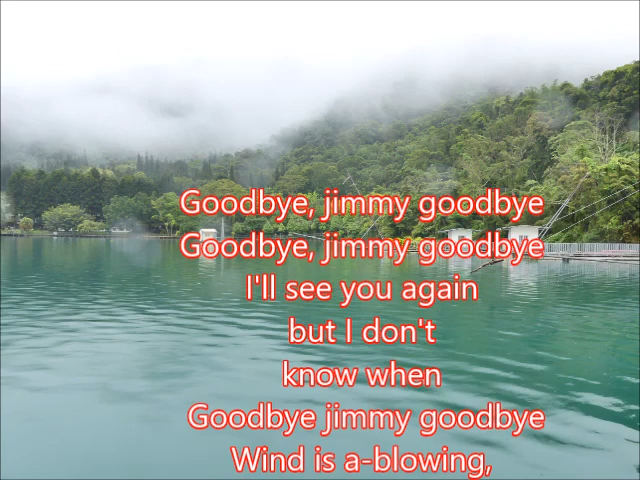 Goodbye, jimmy goodbye
Goodbye, jimmy goodbye
I'll see you again
but I don't
know when
Goodbye jimmy goodbye
Wind is a-blowing,